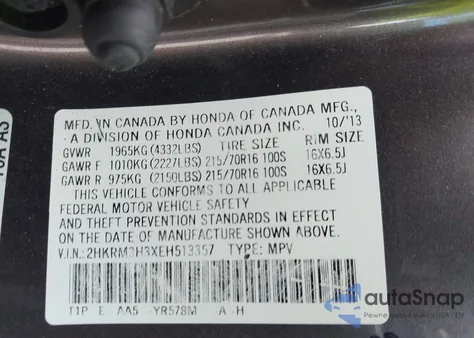 MFD. IN CANADA BY HONDA OF CANADA MFG.,
A DIVISION OF HONDA CANADA INC. 10/13
GVWR 1965KG (4332LBS) TIRE SIZE RIM SIZE
GAWR F 1010KG (2227LBS) 215/70R16 100S 16X6.5J
GAWR R 975KG (2150LBS) 215/70R16 100S 16X6.5J
THIS VEHICLE CONFORMS TO ALL APPLICABLE
FEDERAL MOTOR VEHICLE SAFETY
AND THEFT PREVENTION STANDARDS IN EFFECT
ON THE DATE OF MANUFACTURE SHOWN ABOVE.
V.I.N.: 2HKRM3H3XEH513357 TYPE: MPV
T1P E AA5 -YR578M A -H
autoSnap